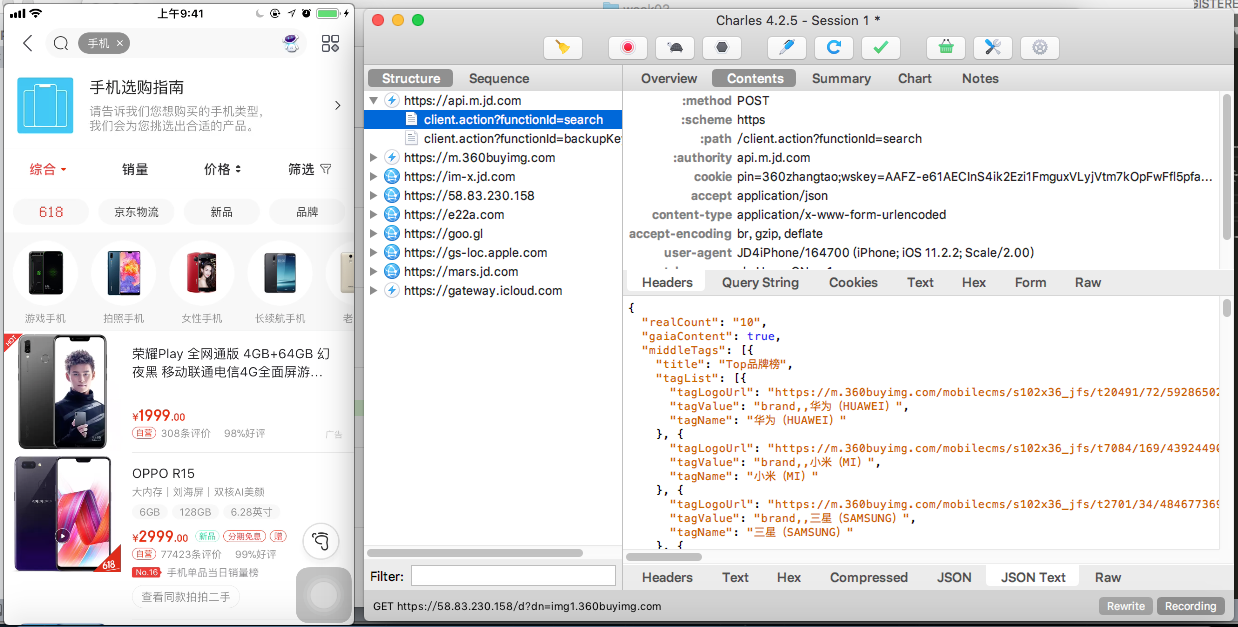 上午9:41
手机 ×
手机选购指南
请告诉我们您想购买的手机类型，
我们会为您挑选出合适的产品。
综合 销量 价格 筛选
618 京东物流 新品 品牌
游戏手机 拍照手机 女性手机 长续航手机 老
HOT
荣耀Play 全网通版 4GB+64GB 幻
夜黑 移动联通电信4G全面屏游...
¥1999.00
自营 308条评价 98%好评 广告
OPPO R15
大内存 | 刘海屏 | 双核AI美颜
6GB 128GB 6.28英寸
¥2999.00 新品 分期免息 限
自营 77423条评价 99%好评
618
No.16 手机单品当日销量榜
查看同款拍拍二手
Charles 4.2.5 - Session 1 *
Structure Sequence
https://api.m.jd.com
client.action?functionId=search
client.action?functionId=backupKe
https://m.360buyimg.com
https://im-x.jd.com
https://58.83.230.158
https://e22a.com
https://goo.gl
https://gs-loc.apple.com
https://mars.jd.com
https://gateway.icloud.com
Filter:
Overview Contents Summary Chart Notes
:method POST
:scheme https
:path /client.action?functionId=search
:authority api.m.jd.com
cookie pin=360zhangtao;wskey=AAFZ-e61AECInS4ik2Ezi1FmguxVLyjVtm7kOpFwFfl5pfa...
accept application/json
content-type application/x-www-form-urlencoded
accept-encoding br, gzip, deflate
user-agent JD4iPhone/164700 (iPhone; iOS 11.2.2; Scale/2.00)
Headers Query String Cookies Text Hex Form Raw
{
"realCount": "10",
"gaiaContent": true,
"middleTags": [{
"title": "Top品牌榜",
"tagList": [{
"tagLogoUrl": "https://m.360buyimg.com/mobilecms/s102x36_jfs/t20491/72/59286502
"tagValue": "brand,,华为（HUAWEI）",
"tagName": "华为（HUAWEI）"
}, {
"tagLogoUrl": "https://m.360buyimg.com/mobilecms/s102x36_jfs/t7084/169/43924490
"tagValue": "brand,,小米（MI）",
"tagName": "小米（MI）"
}, {
"tagLogoUrl": "https://m.360buyimg.com/mobilecms/s102x36_jfs/t2701/34/484677369
"tagValue": "brand,,三星（SAMSUNG）",
"tagName": "三星（SAMSUNG）"
}, {
Headers Text Hex Compressed JSON JSON Text Raw
GET https://58.83.230.158/d?dn=img1.360buyimg.com
Rewrite Recording